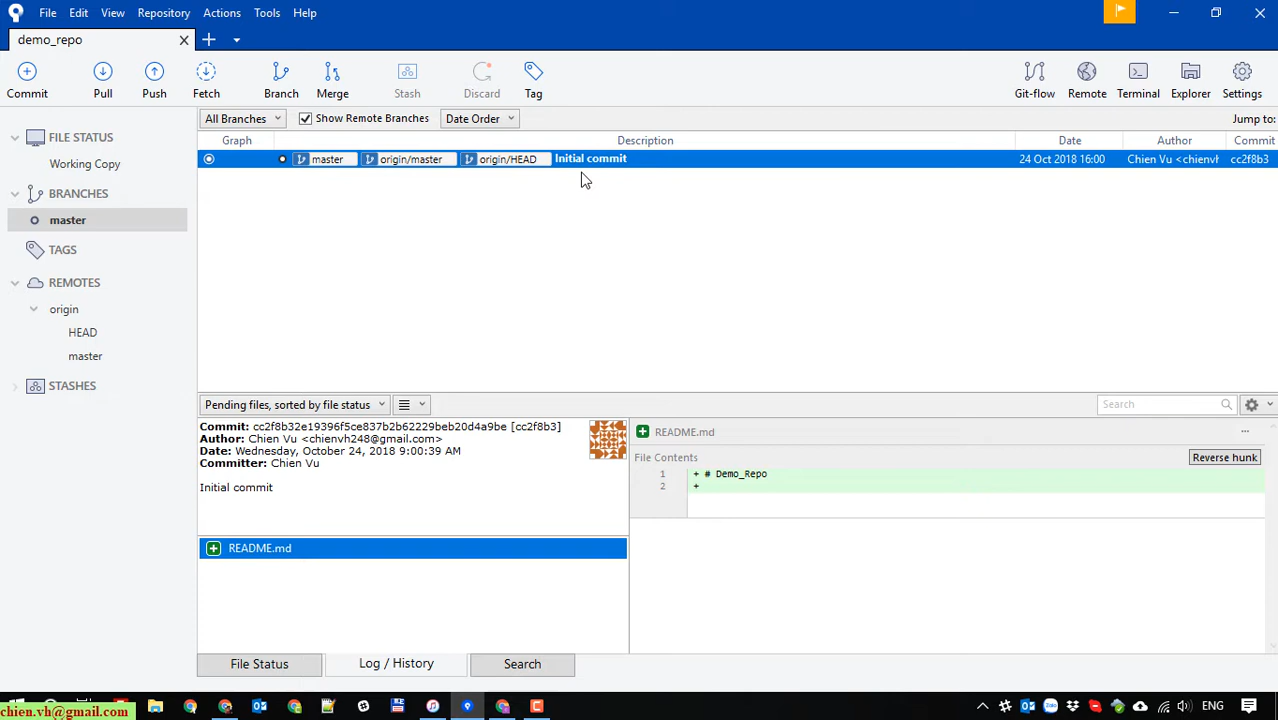 File Edit View Repository Actions Tools Help
demo_repo
Commit Pull Push Fetch Branch Merge Stash Discard Tag Git-flow Remote Terminal Explorer Settings
All Branches Show Remote Branches Date Order Jump to:
Graph Description Date Author Commit
master origin/master origin/HEAD Initial commit 24 Oct 2018 16:00 Chien Vu <chienvh cc2f8b3
FILE STATUS
Working Copy
BRANCHES
master
TAGS
REMOTES
origin
HEAD
master
STASHES
Pending files, sorted by file status Search
Commit: cc2f8b32e19396f5ce837b2b62229beb20d4a9be [cc2f8b3]
Author: Chien Vu <chienvh248@gmail.com>
Date: Wednesday, October 24, 2018 9:00:39 AM
Committer: Chien Vu
Initial commit
README.md
README.md
File Contents Reverse hunk
1 + # Demo_Repo
2 +
File Status Log / History Search
chien.vh@gmail.com
Zalo
ENG